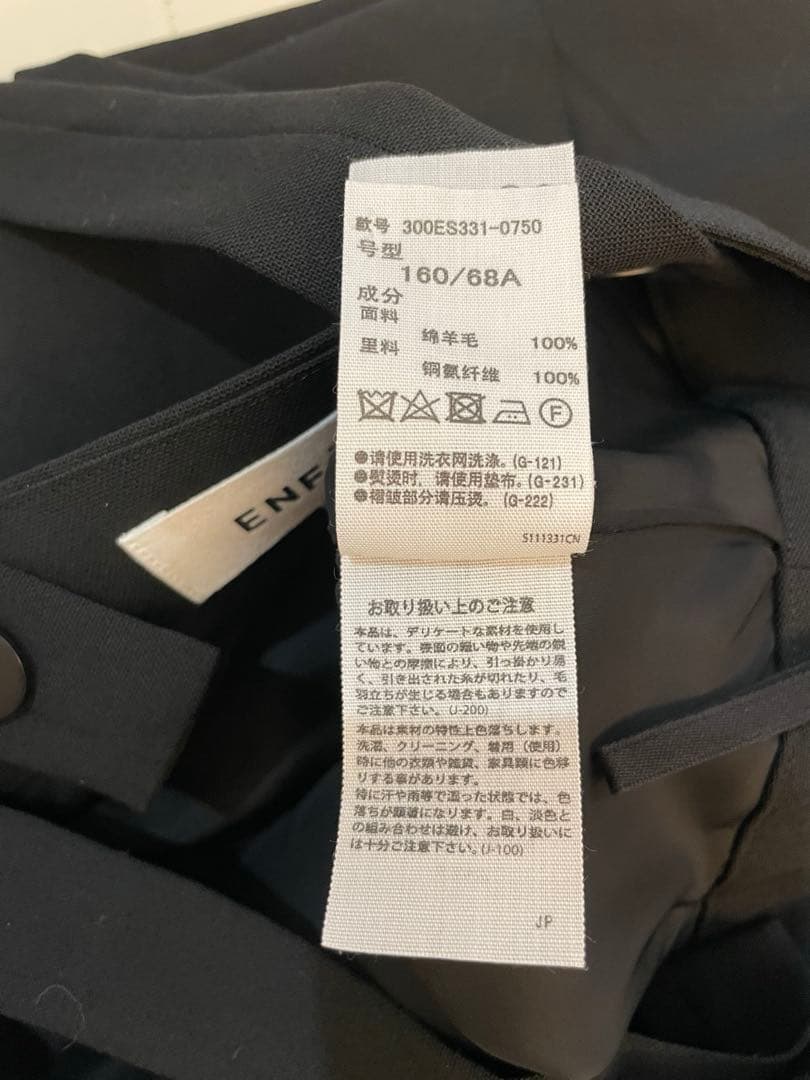 款号 300ES331-0750
号型
160/68A
成分
面料
绵羊毛 100%
里料
铜氨纤维 100%
F
●请使用洗衣网洗涤。(G-121)
●熨烫时, 请使用垫布。(G-231)
●褶皱部分请压烫。(G-222)
S111331CN
ENF
お取り扱い上のご注意
本品は、デリケートな素材を使用し
ています。表面の粗い物や先端の鋭
い物との摩擦により、引っ掛かり易
く、引き出された糸が切れたり、毛
羽立ちが生じる場合もありますので
ご注意下さい。(J-200)
本品は素材の特性上色落ちします。
洗濯、クリーニング、着用(使用)
時に他の衣類や雑貨、家具類に色移
りする事があります。
特に汗や雨等で湿った状態では、色
落ちが顕著になります。白、淡色と
の組み合わせは避け、お取り扱いに
は十分ご注意下さい。(J-100)
JP